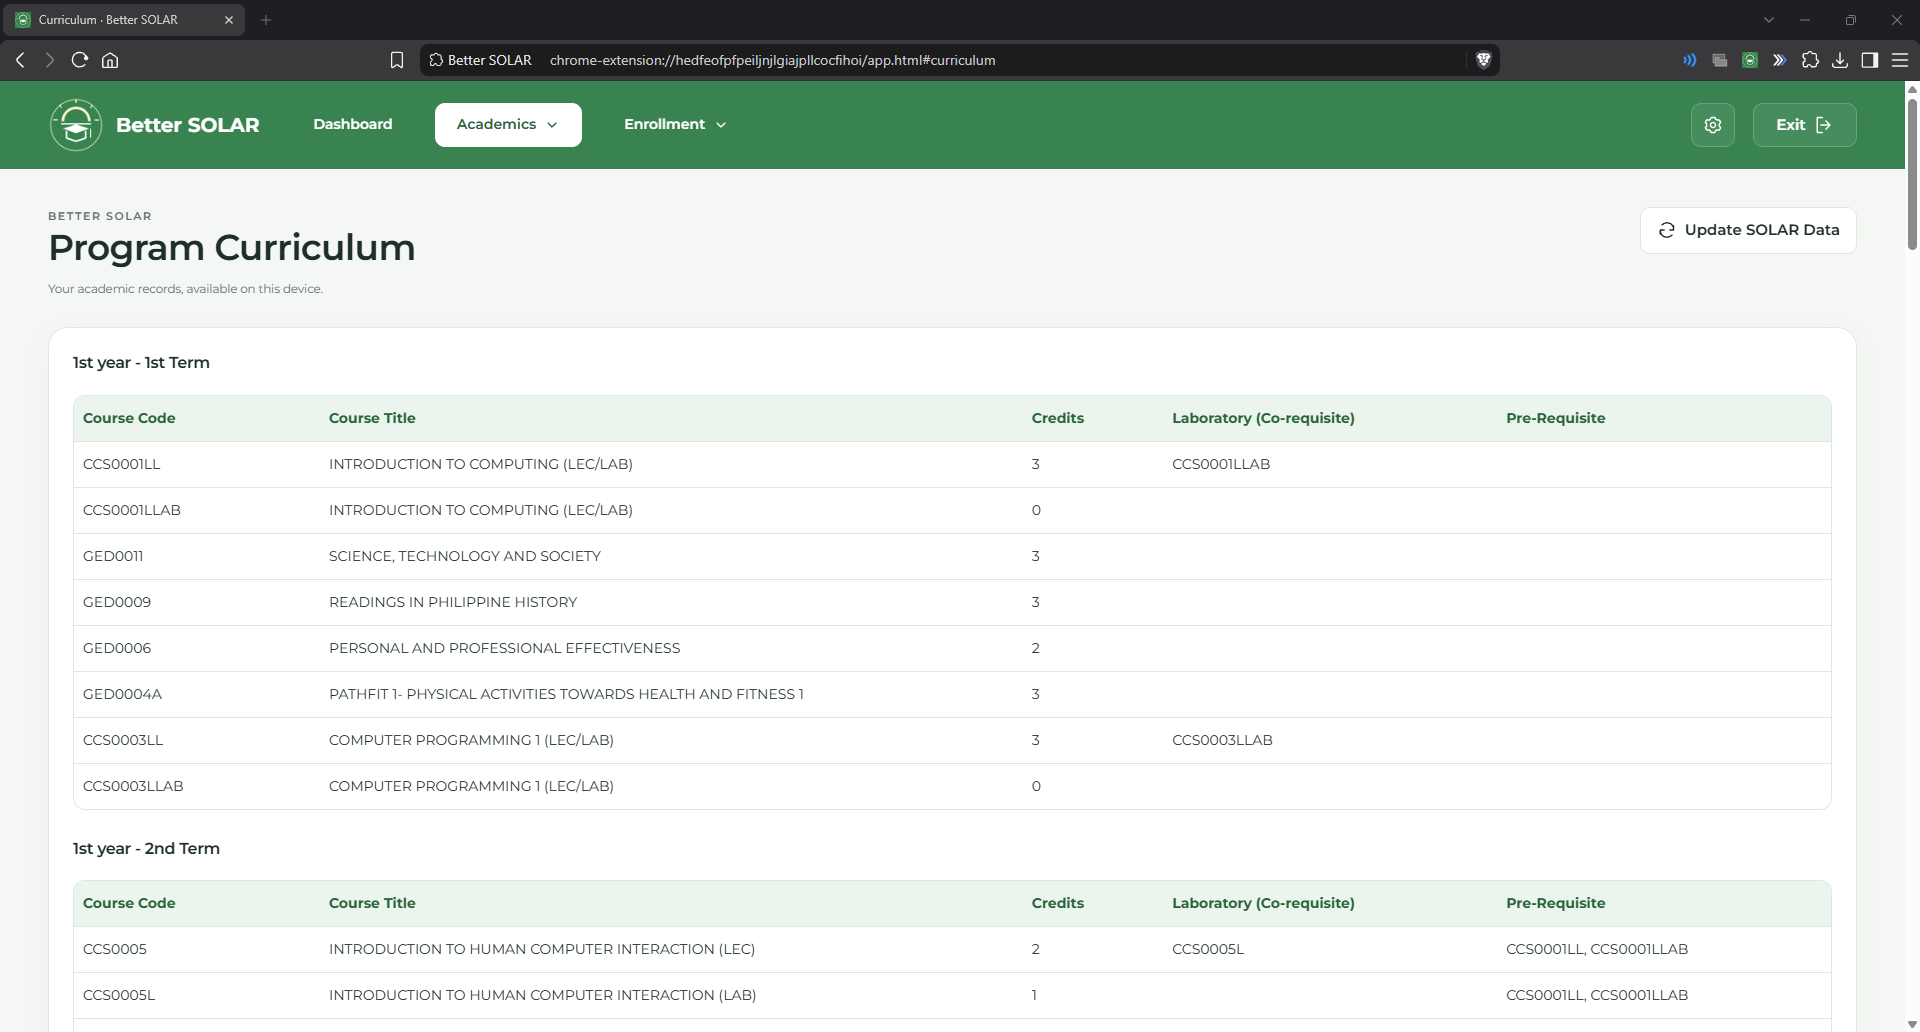 Curriculum · Better SOLAR
Better SOLAR chrome-extension://hedfeofpfpeiljnjlgiajpllcocfihoi/app.html#curriculum
Better SOLAR Dashboard Academics Enrollment Exit
BETTER SOLAR
Program Curriculum
Update SOLAR Data
Your academic records, available on this device.
1st year - 1st Term
Course Code Course Title Credits Laboratory (Co-requisite) Pre-Requisite
CCS0001LL INTRODUCTION TO COMPUTING (LEC/LAB) 3 CCS0001LLAB
CCS0001LLAB INTRODUCTION TO COMPUTING (LEC/LAB) 0
GED0011 SCIENCE, TECHNOLOGY AND SOCIETY 3
GED0009 READINGS IN PHILIPPINE HISTORY 3
GED0006 PERSONAL AND PROFESSIONAL EFFECTIVENESS 2
GED0004A PATHFIT 1- PHYSICAL ACTIVITIES TOWARDS HEALTH AND FITNESS 1 3
CCS0003LL COMPUTER PROGRAMMING 1 (LEC/LAB) 3 CCS0003LLAB
CCS0003LLAB COMPUTER PROGRAMMING 1 (LEC/LAB) 0
1st year - 2nd Term
Course Code Course Title Credits Laboratory (Co-requisite) Pre-Requisite
CCS0005 INTRODUCTION TO HUMAN COMPUTER INTERACTION (LEC) 2 CCS0005L CCS0001LL, CCS0001LLAB
CCS0005L INTRODUCTION TO HUMAN COMPUTER INTERACTION (LAB) 1 CCS0001LL, CCS0001LLAB